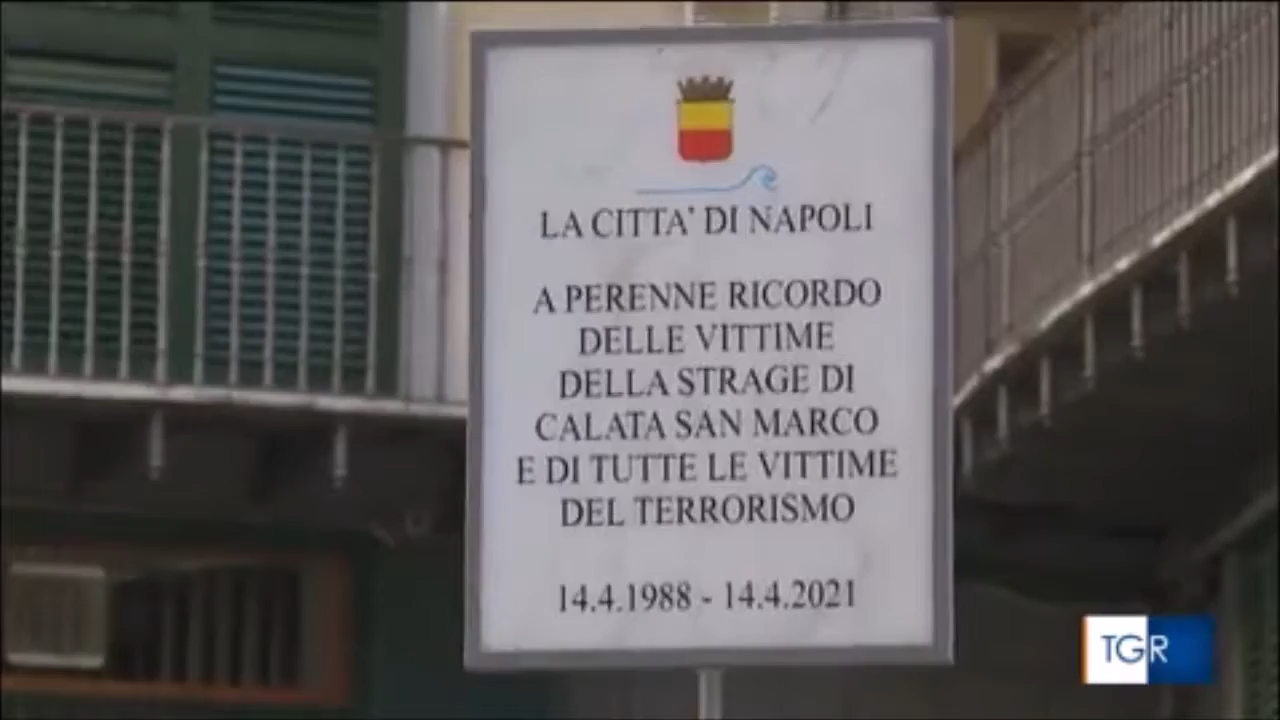 LA CITTA' DI NAPOLI
A PERENNE RICORDO
DELLE VITTIME
DELLA STRAGE DI
CALATA SAN MARCO
E DI TUTTE LE VITTIME
DEL TERRORISMO
14.4.1988 - 14.4.2021
TGR